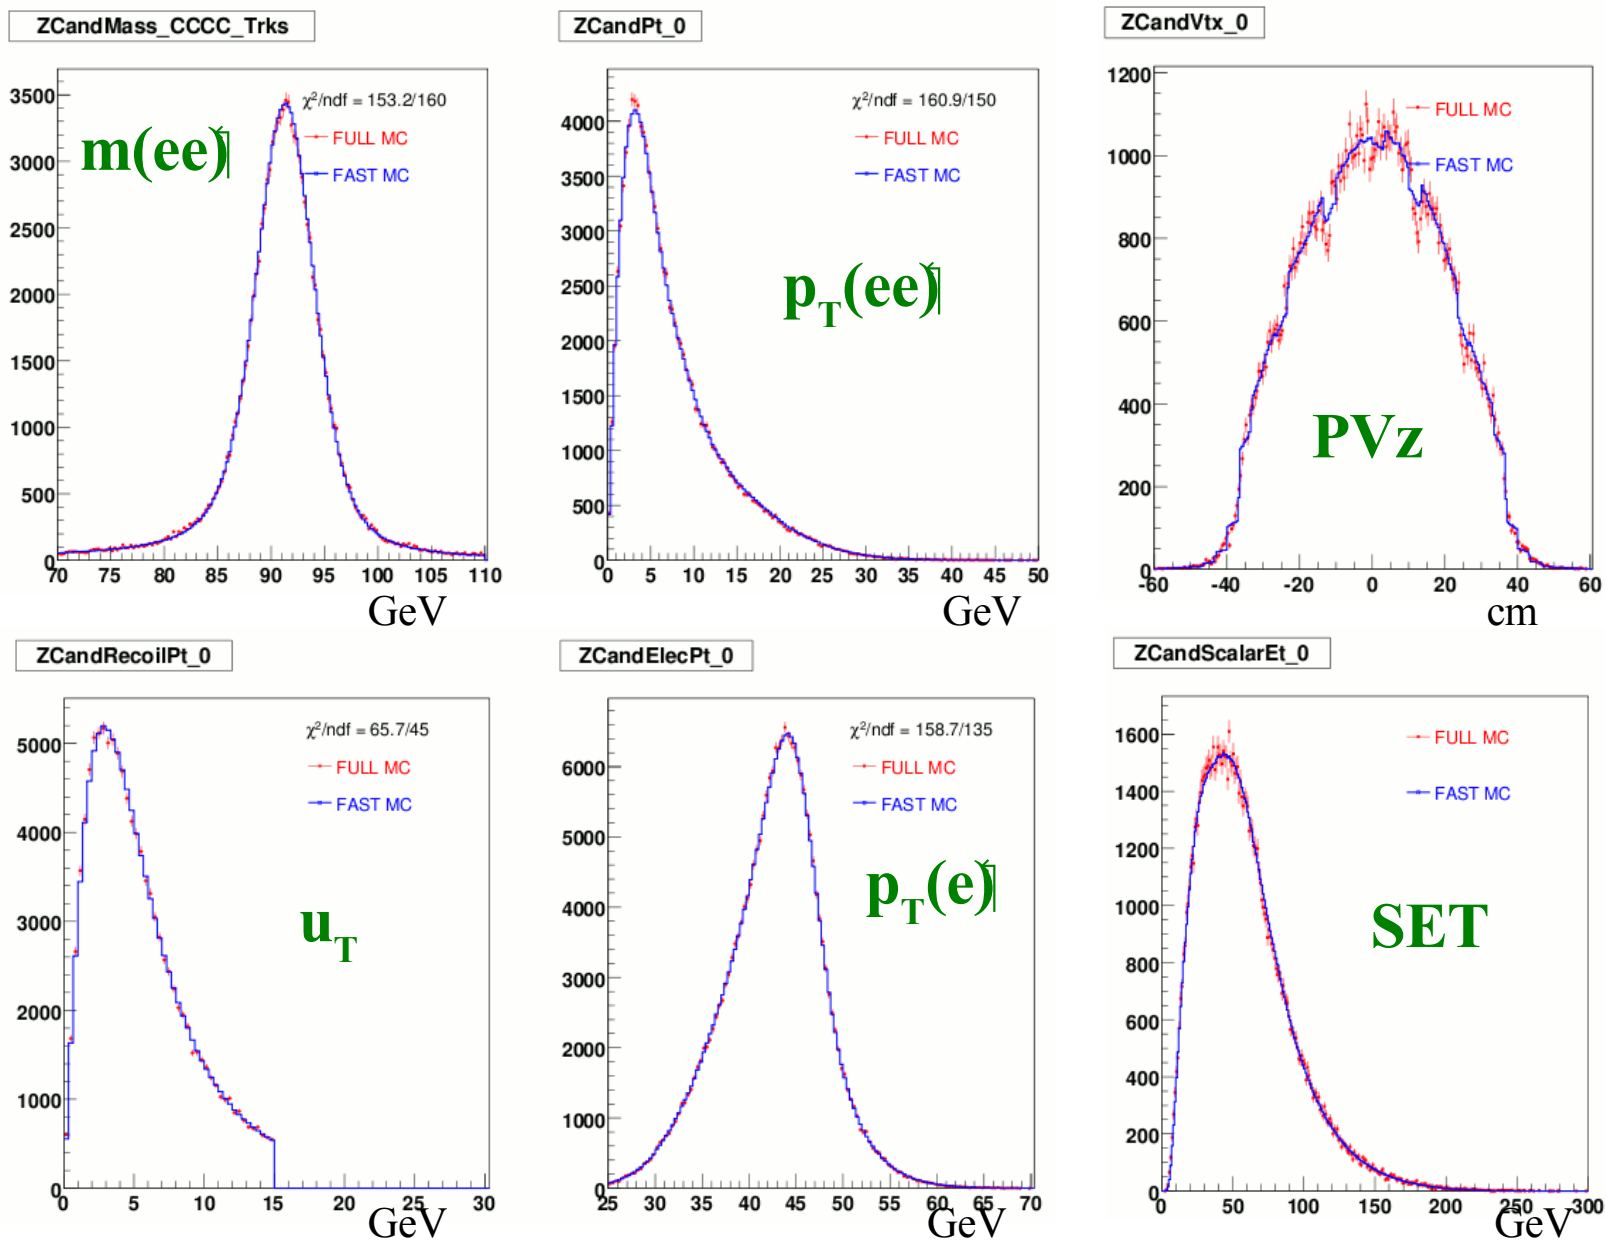 ZCandMass_CCCC_Trks
3500
3000
2500
2000
1500
1000
500
0
70 75 80 85 90 95 100 105 110
GeV
m(ee)
χ²/ndf = 153.2/160
FULL MC
FAST MC
ZCandPt_0
4000
3500
3000
2500
2000
1500
1000
500
0
0 5 10 15 20 25 30 35 40 45 50
GeV
p_T(ee)
χ²/ndf = 160.9/150
FULL MC
FAST MC
ZCandVtx_0
1200
1000
800
600
400
200
0
-60 -40 -20 0 20 40 60
cm
PVz
FULL MC
FAST MC
ZCandRecoilPt_0
5000
4000
3000
2000
1000
0
0 5 10 15 20 25 30
GeV
u_T
χ²/ndf = 65.7/45
FULL MC
FAST MC
ZCandElecPt_0
6000
5000
4000
3000
2000
1000
0
25 30 35 40 45 50 55 60 65 70
GeV
p_T(e)
χ²/ndf = 158.7/135
FULL MC
FAST MC
ZCandScalarEt_0
1600
1400
1200
1000
800
600
400
200
0
0 50 100 150 200 250 300
GeV
SET
FULL MC
FAST MC